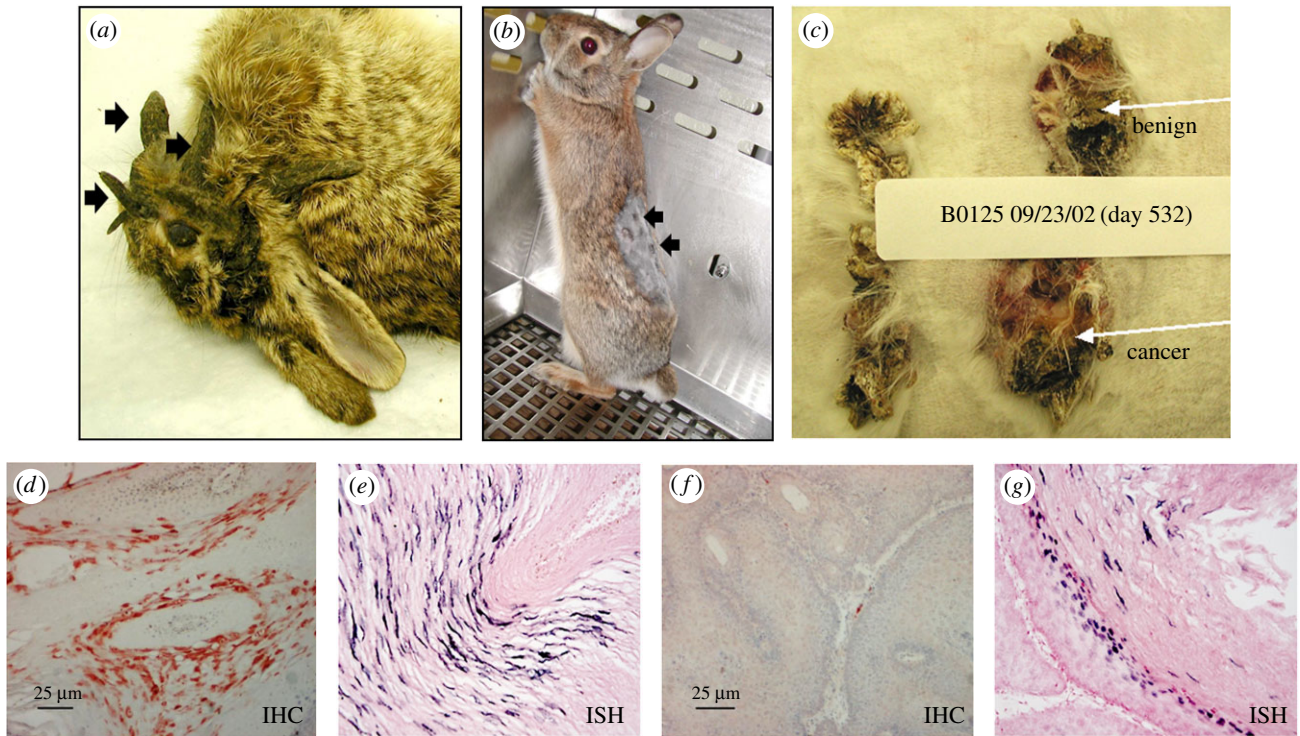 (a)
(b)
(c)
benign
B0125 09/23/02 (day 532)
cancer
(d)
25 μm
IHC
(e)
ISH
(f)
25 μm
IHC
(g)
ISH